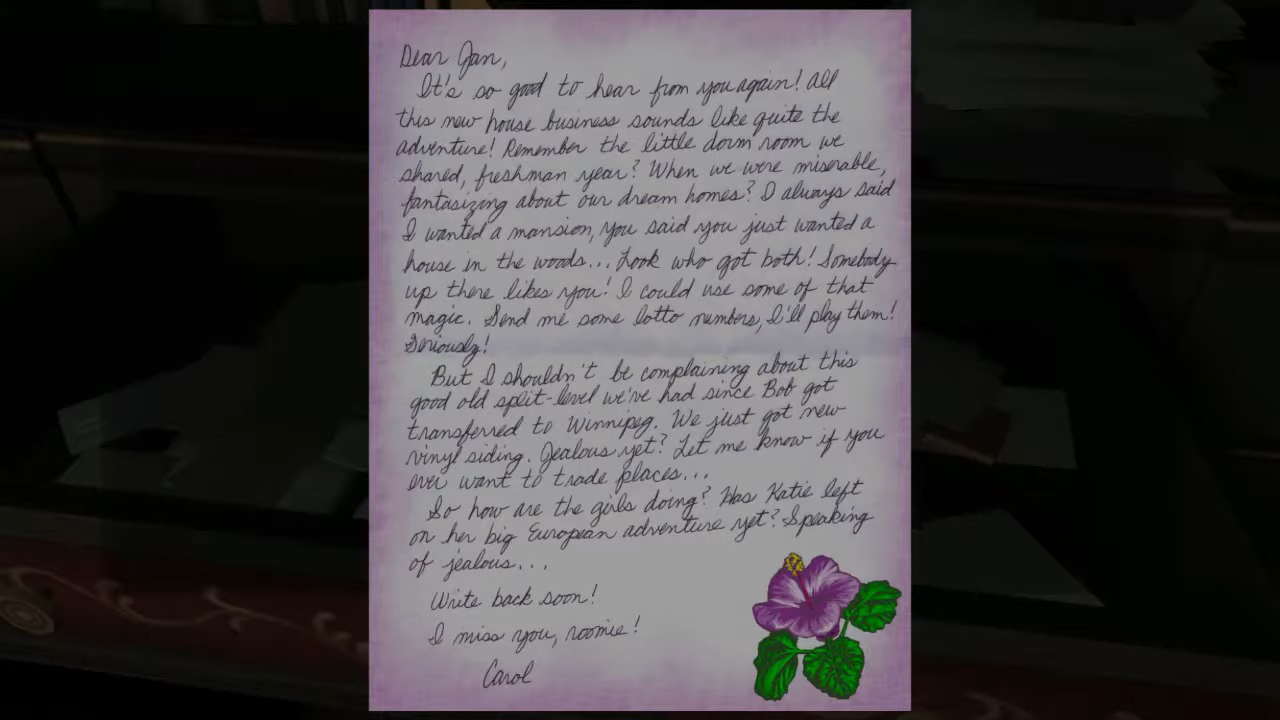 Dear Jan,
It's so good to hear from you again! All
this new house business sounds like quite the
adventure! Remember the little dorm room we
shared, freshman year? When we were miserable,
fantasizing about our dream homes? I always said
I wanted a mansion, you said you just wanted a
house in the woods... Look who got both! Somebody
up there likes you! I could use some of that
magic. Send me some lotto numbers, I'll play them!
Seriously!
But I shouldn't be complaining about this
good old split-level we've had since Bob got
transferred to Winnipeg. We just got new
vinyl siding. Jealous yet? Let me know if you
ever want to trade places...
So how are the girls doing? Has Katie left
on her big European adventure yet? Speaking
of jealous...
Write back soon!
I miss you, roomie!
Carol